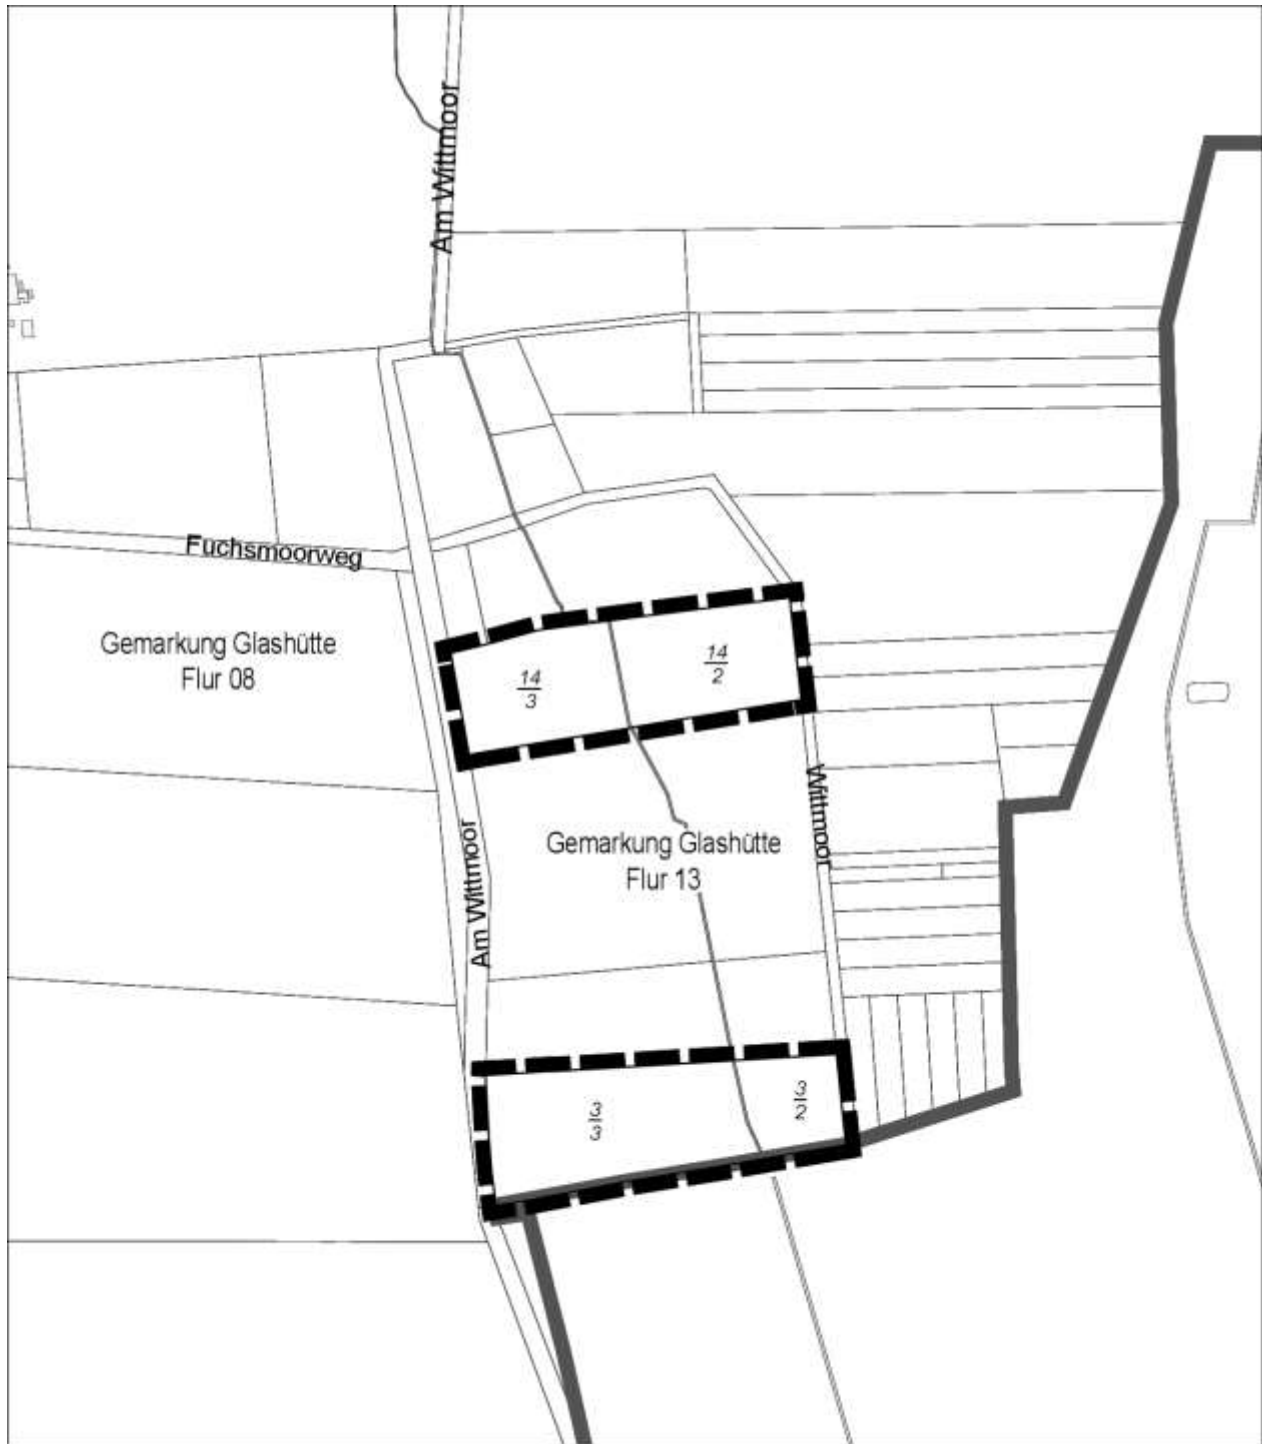 Am Wittmoor
Fuchsmoorweg
Gemarkung Glashütte
Flur 08
14
3
14
2
Wittmoor
Am Wittmoor
Gemarkung Glashütte
Flur 13
3
3
3
2